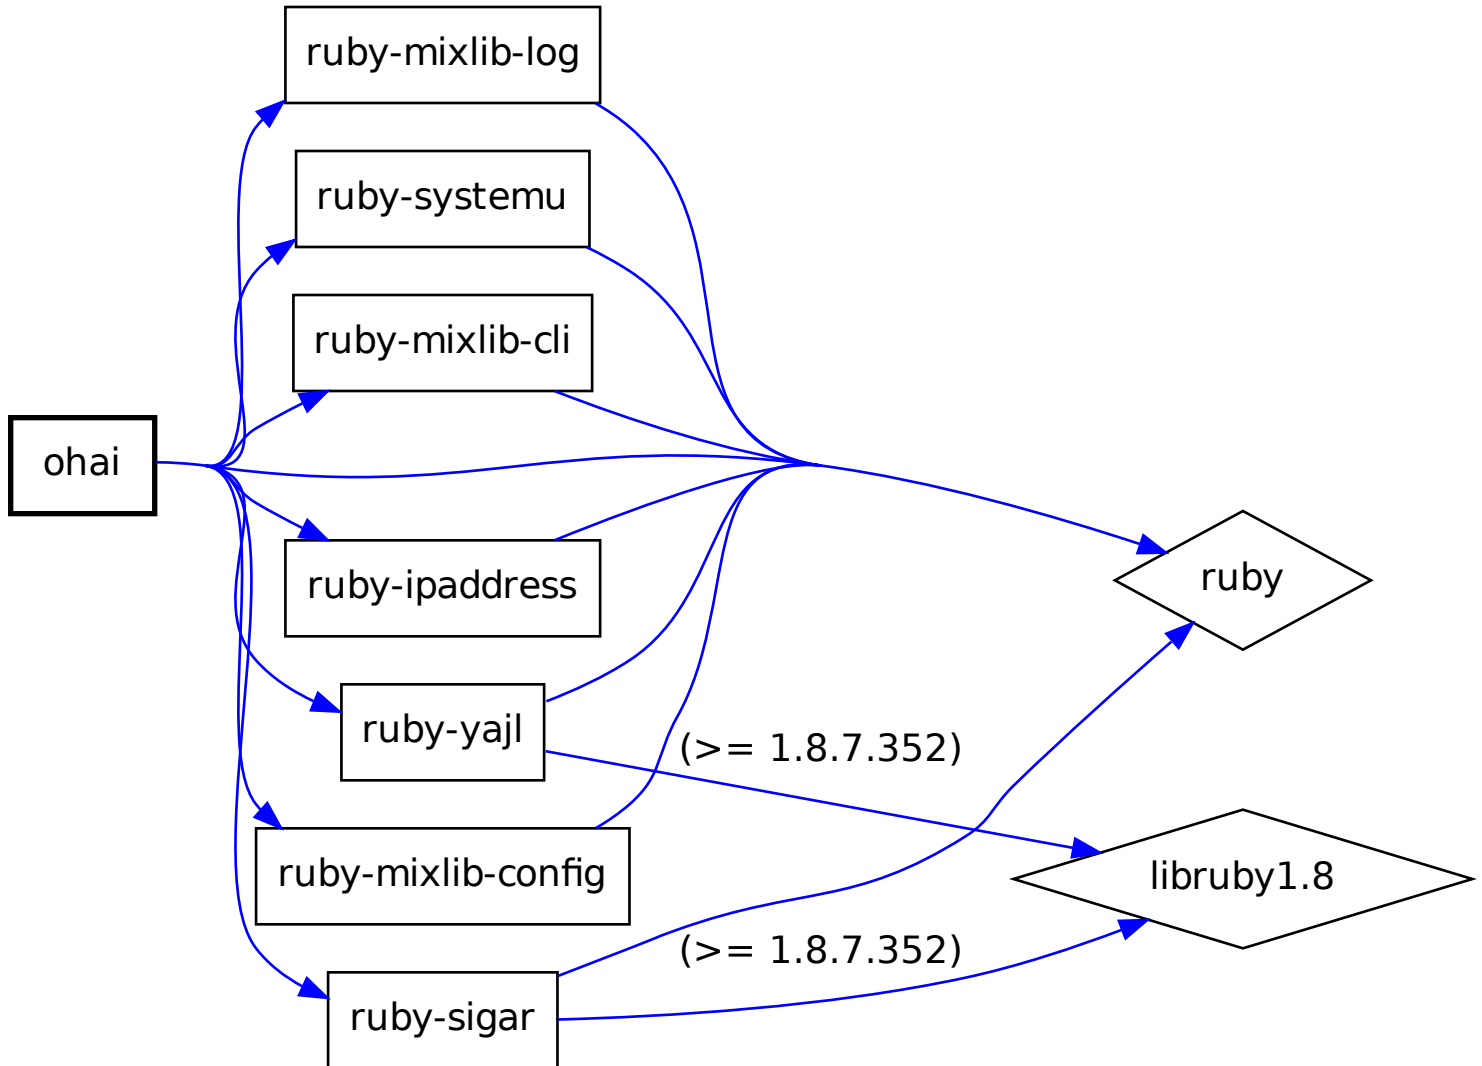 ruby-mixlib-log
ruby-systemu
ruby-mixlib-cli
ohai
ruby-ipaddress
ruby
ruby-yajl
(>= 1.8.7.352)
ruby-mixlib-config
libruby1.8
(>= 1.8.7.352)
ruby-sigar